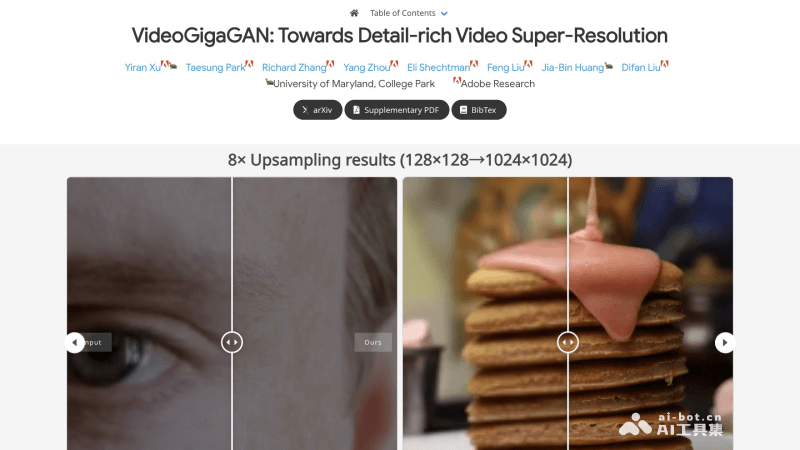 Table of Contents
VideoGigaGAN: Towards Detail-rich Video Super-Resolution
Yiran Xu Taesung Park Richard Zhang Yang Zhou Eli Shechtman Feng Liu Jia-Bin Huang Difan Liu
University of Maryland, College Park Adobe Research
arXiv Supplementary PDF BibTex
8× Upsampling results (128×128→1024×1024)
nput Ours
ai-bot.cn
AI工具集